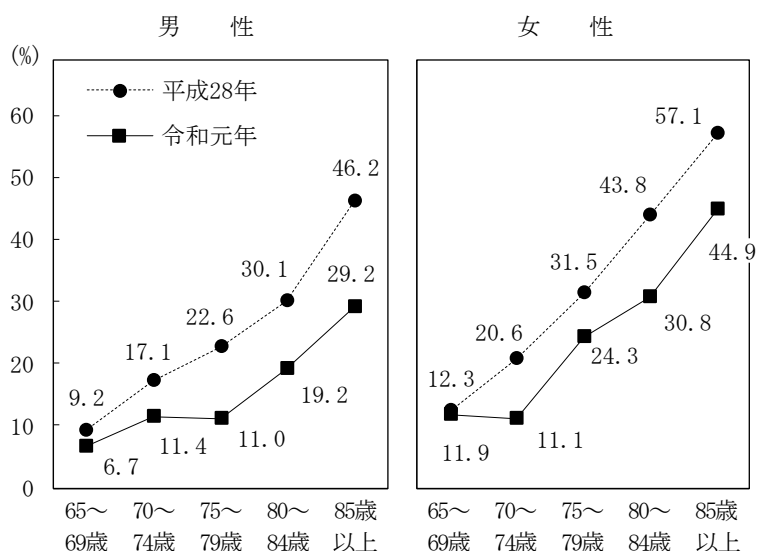 男 性
女 性
(%)
平成28年
令和元年
60
50
40
30
20
10
0
9.2
17.1
22.6
30.1
46.2
6.7
11.4
11.0
19.2
29.2
12.3
20.6
31.5
43.8
57.1
11.9
11.1
24.3
30.8
44.9
65～
69歳
70～
74歳
75～
79歳
80～
84歳
85歳
以上
65～
69歳
70～
74歳
75～
79歳
80～
84歳
85歳
以上